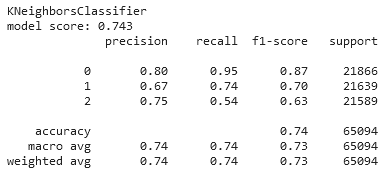 KNeighborsClassifier
model score: 0.743
precision recall f1-score support
0 0.80 0.95 0.87 21866
1 0.67 0.74 0.70 21639
2 0.75 0.54 0.63 21589
accuracy 0.74 65094
macro avg 0.74 0.74 0.73 65094
weighted avg 0.74 0.74 0.73 65094